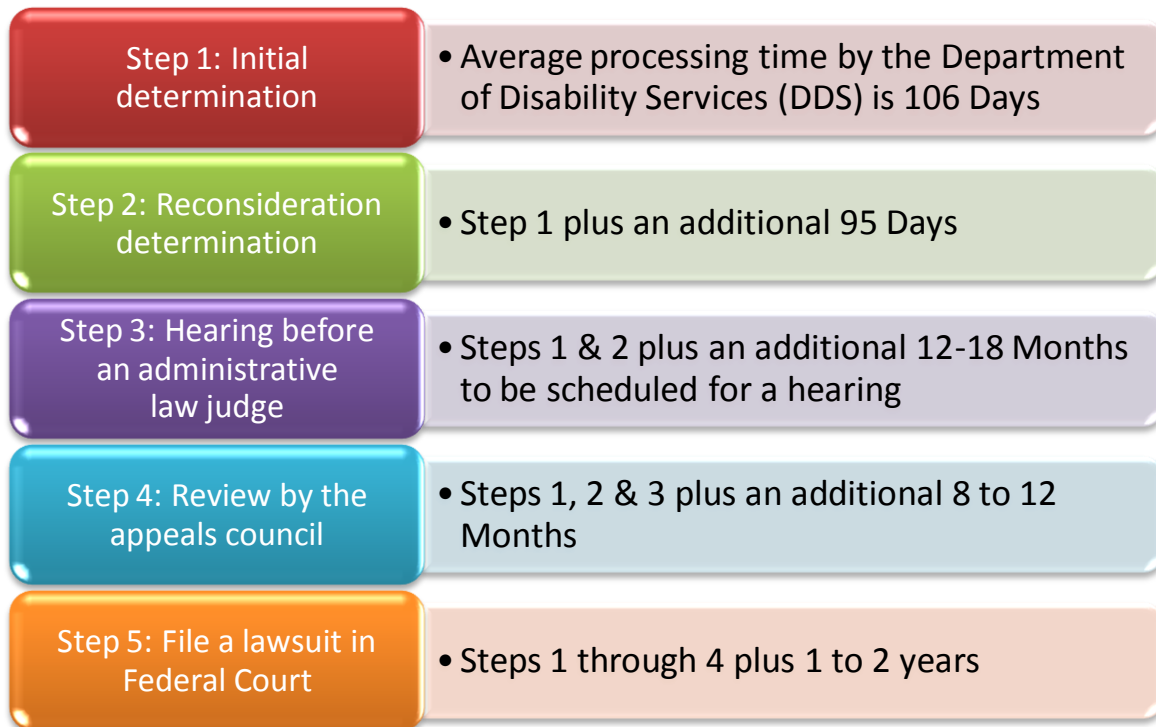 Step 1: Initial
determination
• Average processing time by the Department
of Disability Services (DDS) is 106 Days
Step 2: Reconsideration
determination
• Step 1 plus an additional 95 Days
Step 3: Hearing before
an administrative
law judge
• Steps 1 & 2 plus an additional 12-18 Months
to be scheduled for a hearing
Step 4: Review by the
appeals council
• Steps 1, 2 & 3 plus an additional 8 to 12
Months
Step 5: File a lawsuit in
Federal Court
• Steps 1 through 4 plus 1 to 2 years